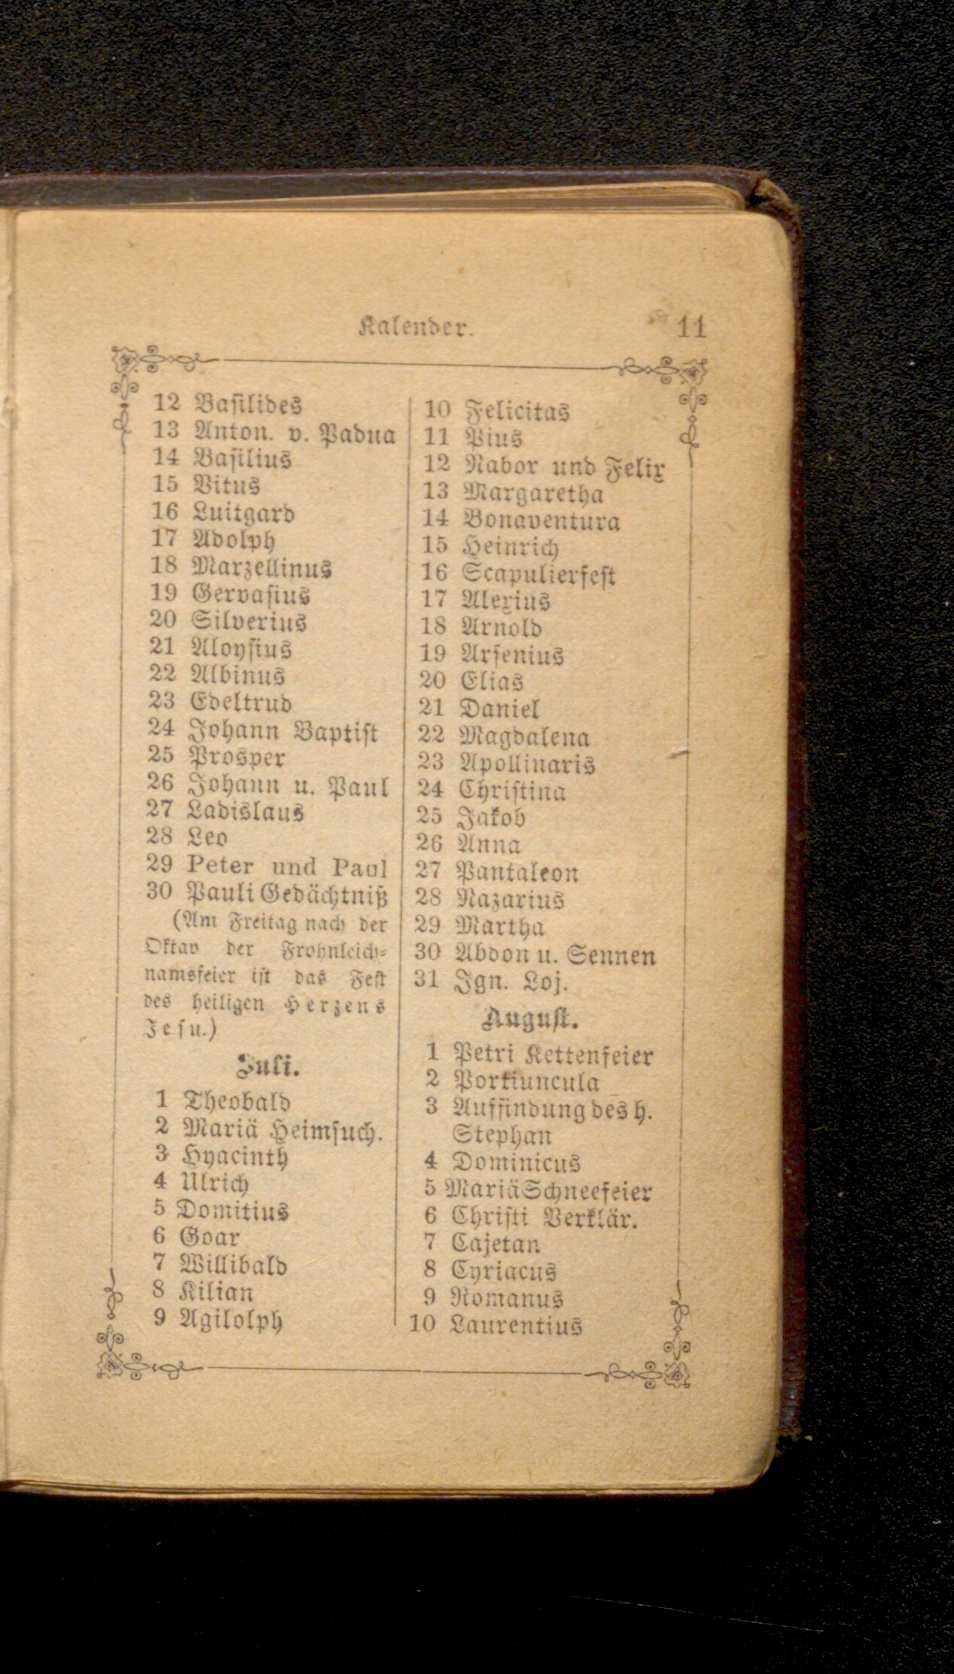 Kalender. 11
12 Basilides
13 Anton. v. Padua
14 Basilius
15 Vitus
16 Luitgard
17 Adolph
18 Marzellinus
19 Gervasius
20 Silverius
21 Aloysius
22 Albinus
23 Edeltrud
24 Johann Baptist
25 Prosper
26 Johann u. Paul
27 Ladislaus
28 Leo
29 Peter und Paul
30 Pauli Gedächtniß
(Am Freitag nach der
Oktav der Frohnleich-
namsfeier ist das Fest
des heiligen Herzens
Jesu.)
Juli.
1 Theobald
2 Mariä Heimsuch.
3 Hyacinth
4 Ulrich
5 Domitius
6 Goar
7 Willibald
8 Kilian
9 Agilolph
10 Felicitas
11 Pius
12 Nabor und Felix
13 Margaretha
14 Bonaventura
15 Heinrich
16 Scapulierfest
17 Alexius
18 Arnold
19 Arsenius
20 Elias
21 Daniel
22 Magdalena
23 Apollinaris
24 Christina
25 Jakob
26 Anna
27 Pantaleon
28 Nazarius
29 Martha
30 Abdon u. Sennen
31 Ign. Loj.
August.
1 Petri Kettenfeier
2 Portiuncula
3 Auffindung des h.
Stephan
4 Dominicus
5 Mariä Schneefeier
6 Christi Verklär.
7 Cajetan
8 Cyriacus
9 Romanus
10 Laurentius